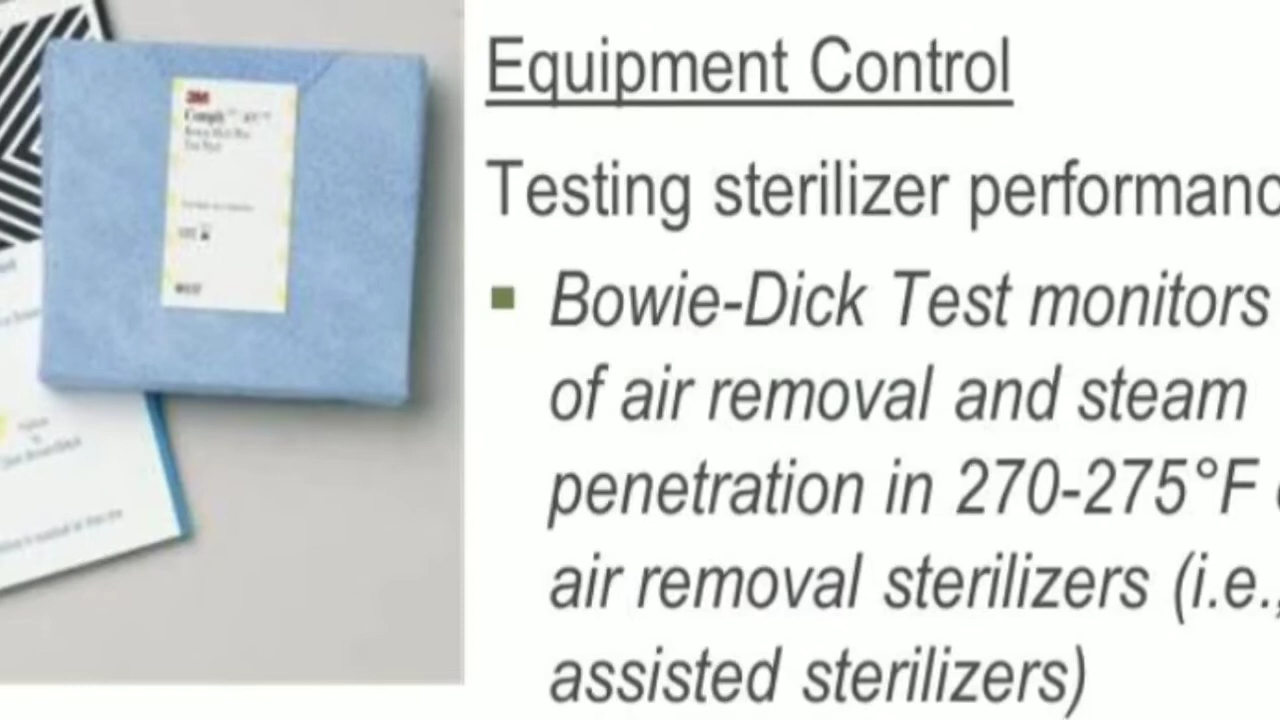 3M
Comply
Equipment Control
Testing sterilizer performanc
Bowie-Dick Test monitors
of air removal and steam
penetration in 270-275°F
air removal sterilizers (i.e.,
assisted sterilizers)